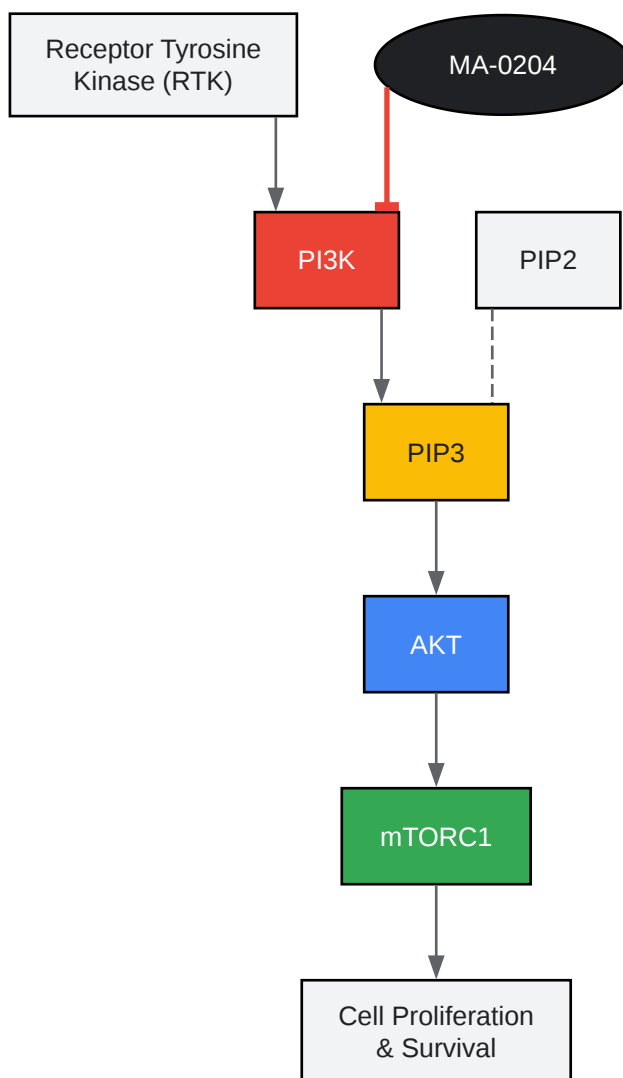 Receptor Tyrosine
Kinase (RTK)
MA-0204
PI3K
PIP2
PIP3
AKT
mTORC1
Cell Proliferation
& Survival